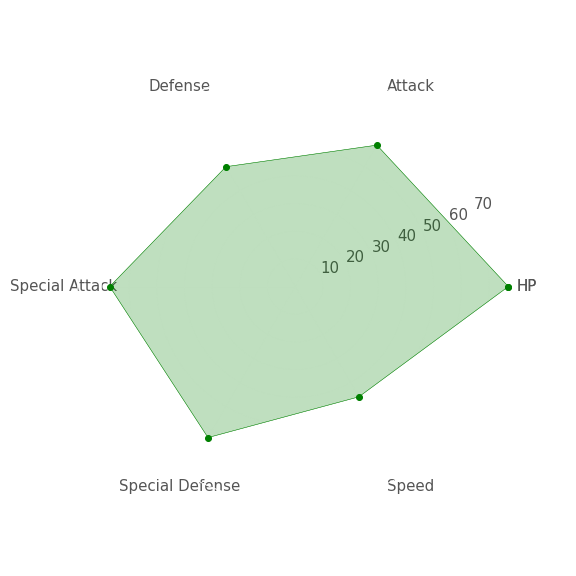 Defense
Attack
70
60
50
40
30
20
10
Special Attack
HP
Special Defense
Speed